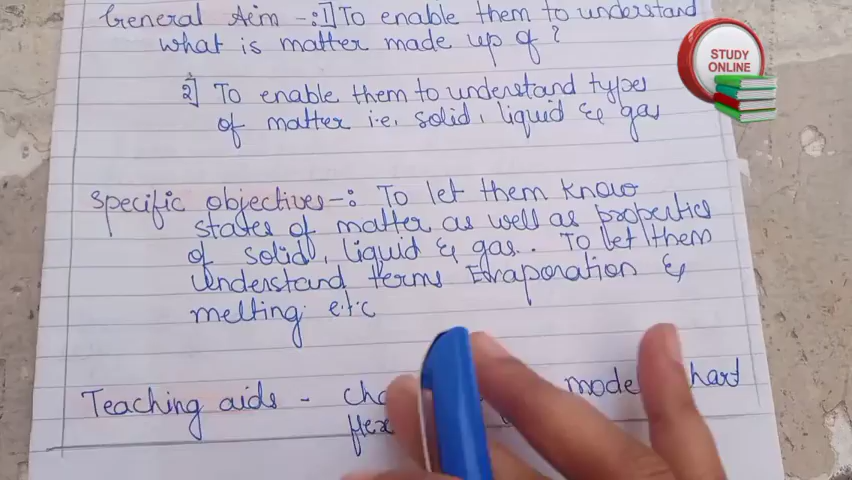 General Aim -:1] To enable them to understand
what is matter made up of?
2] To enable them to understand types
of matter i.e. solid, liquid & gas
Specific objectives-: To let them know
states of matter as well as properties
of solid, liquid & gas. To let them
understand terms Evaporation &
melting. etc
Teaching aids -
STUDY
ONLINE